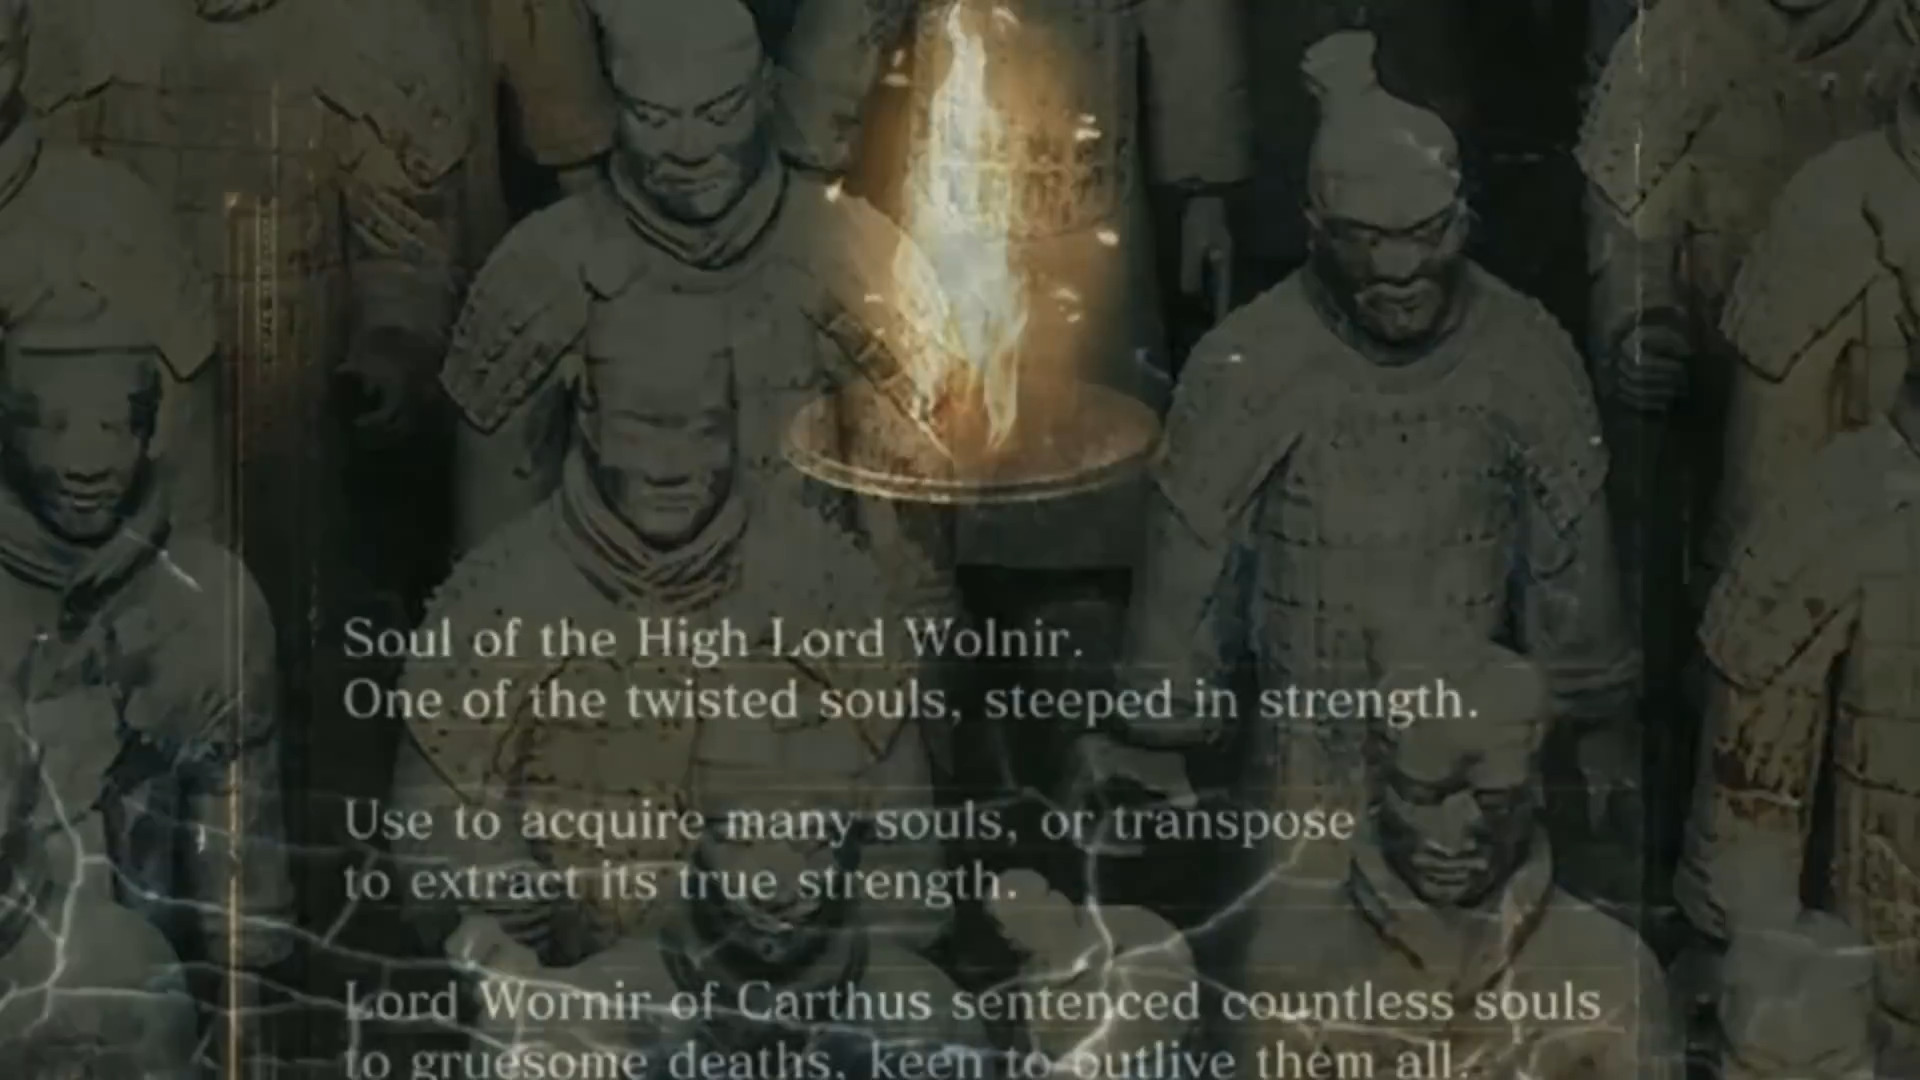 Soul of the High Lord Wolnir.
One of the twisted souls, steeped in strength.
Use to acquire many souls, or transpose
to extract its true strength.
Lord Wornir of Carthus sentenced countless souls
to gruesome deaths, keen to outlive them all.